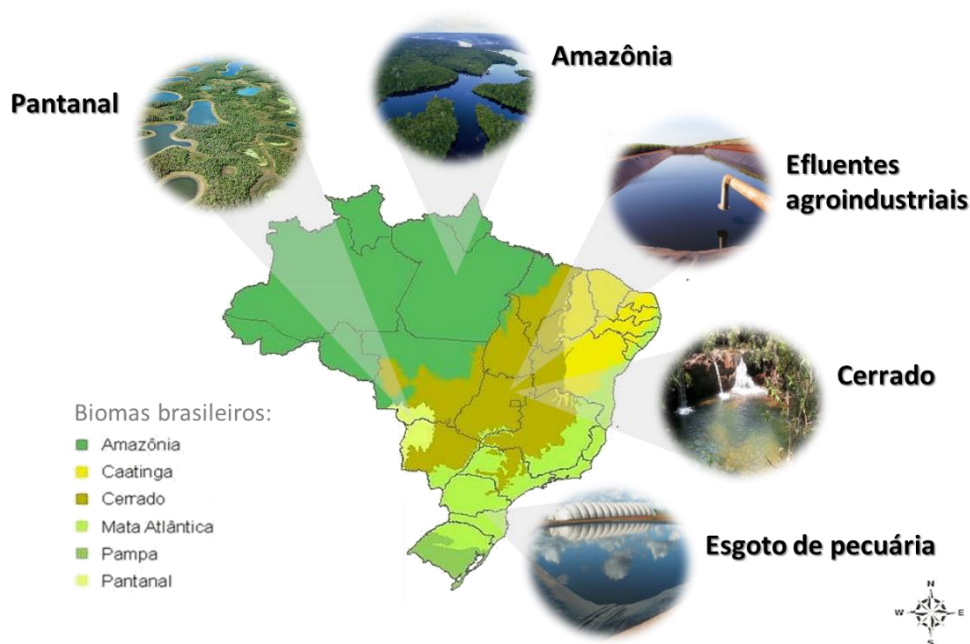 Amazônia
Pantanal
Efluentes
agroindustriais
Cerrado
Biomas brasileiros:
Amazônia
Caatinga
Cerrado
Mata Atlântica
Pampa
Pantanal
Esgoto de pecuária
N
W E
S